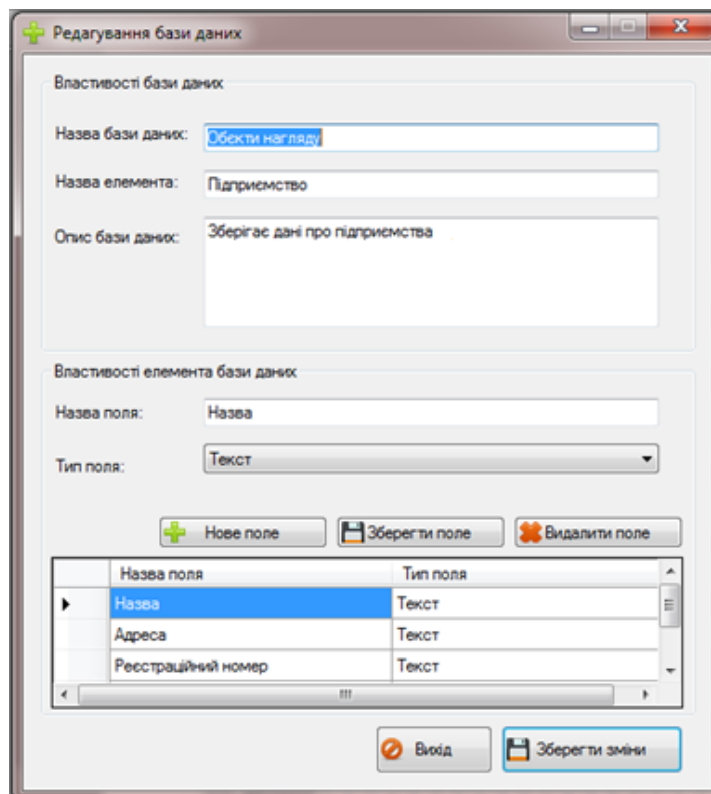 Редагування бази даних
Властивості бази даних
Назва бази даних: Обєкти нагляду
Назва елемента: Підприємство
Опис бази даних: Зберігає дані про підприємства
Властивості елемента бази даних
Назва поля: Назва
Тип поля: Текст
Нове поле Зберегти поле Видалити поле
Назва поля Тип поля
Назва Текст
Адреса Текст
Реєстраційний номер Текст
Вихід Зберегти зміни